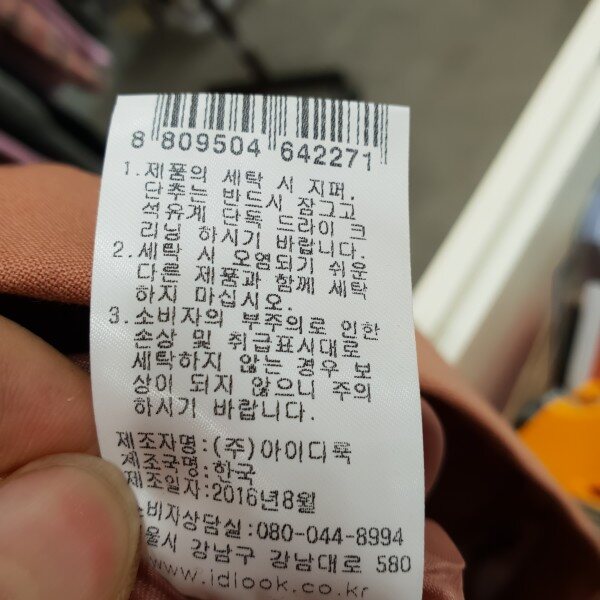 8 809504 642271
1.제품의 세탁 시 지퍼,
단추는 반드시 잠그고
석유계 단독 드라이 크
리닝 하시기 바랍니다.
2.세탁 시 오염되기 쉬운
다른 제품과 함께 세탁
하지 마십시오.
3.소비자의 부주의로 인한
손상 및 취급표시대로
세탁하지 않는 경우 보
상이 되지 않으니 주의
하시기 바랍니다.
제조자명:(주)아이디룩
제조국명:한국
제조일자:2016년8월
소비자상담실:080-044-8994
울시 강남구 강남대로 580
www.idlook.co.kr